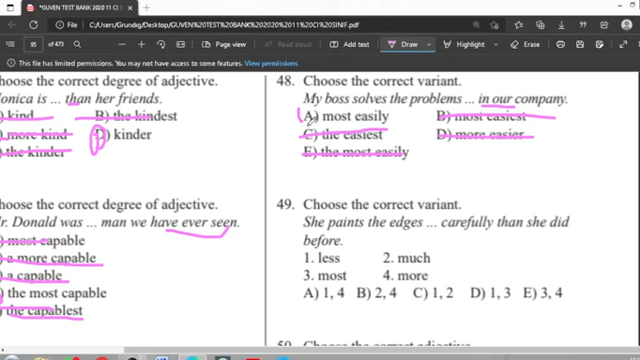 *GUVEN TEST BANK 2020 11 CI SINIF.
File | C:/Users/Grundig/Desktop/GUVEN%20TEST%20BANK%202020%2011%20CI%20SINIF.pdf
95 of 473
Page view
Read aloud
Add text
Draw
Highlight
Erase
This file has limited permissions. You may not have access to some features. View permissions
hoose the correct degree of adjective.
onica is ... than her friends.
) kind B) the kindest
) more kind D) kinder
) the kinder
hoose the correct degree of adjective.
r. Donald was ... man we have ever seen.
) most capable
) a more capable
) a capable
) the most capable
) the capablest
48. Choose the correct variant.
My boss solves the problems ... in our company.
A) most easily B) most easiest
C) the easiest D) more easier
E) the most easily
49. Choose the correct variant.
She paints the edges ... carefully than she did
before.
1. less 2. much
3. most 4. more
A) 1, 4 B) 2, 4 C) 1, 2 D) 1, 3 E) 3, 4
50. Choose the correct adjective.